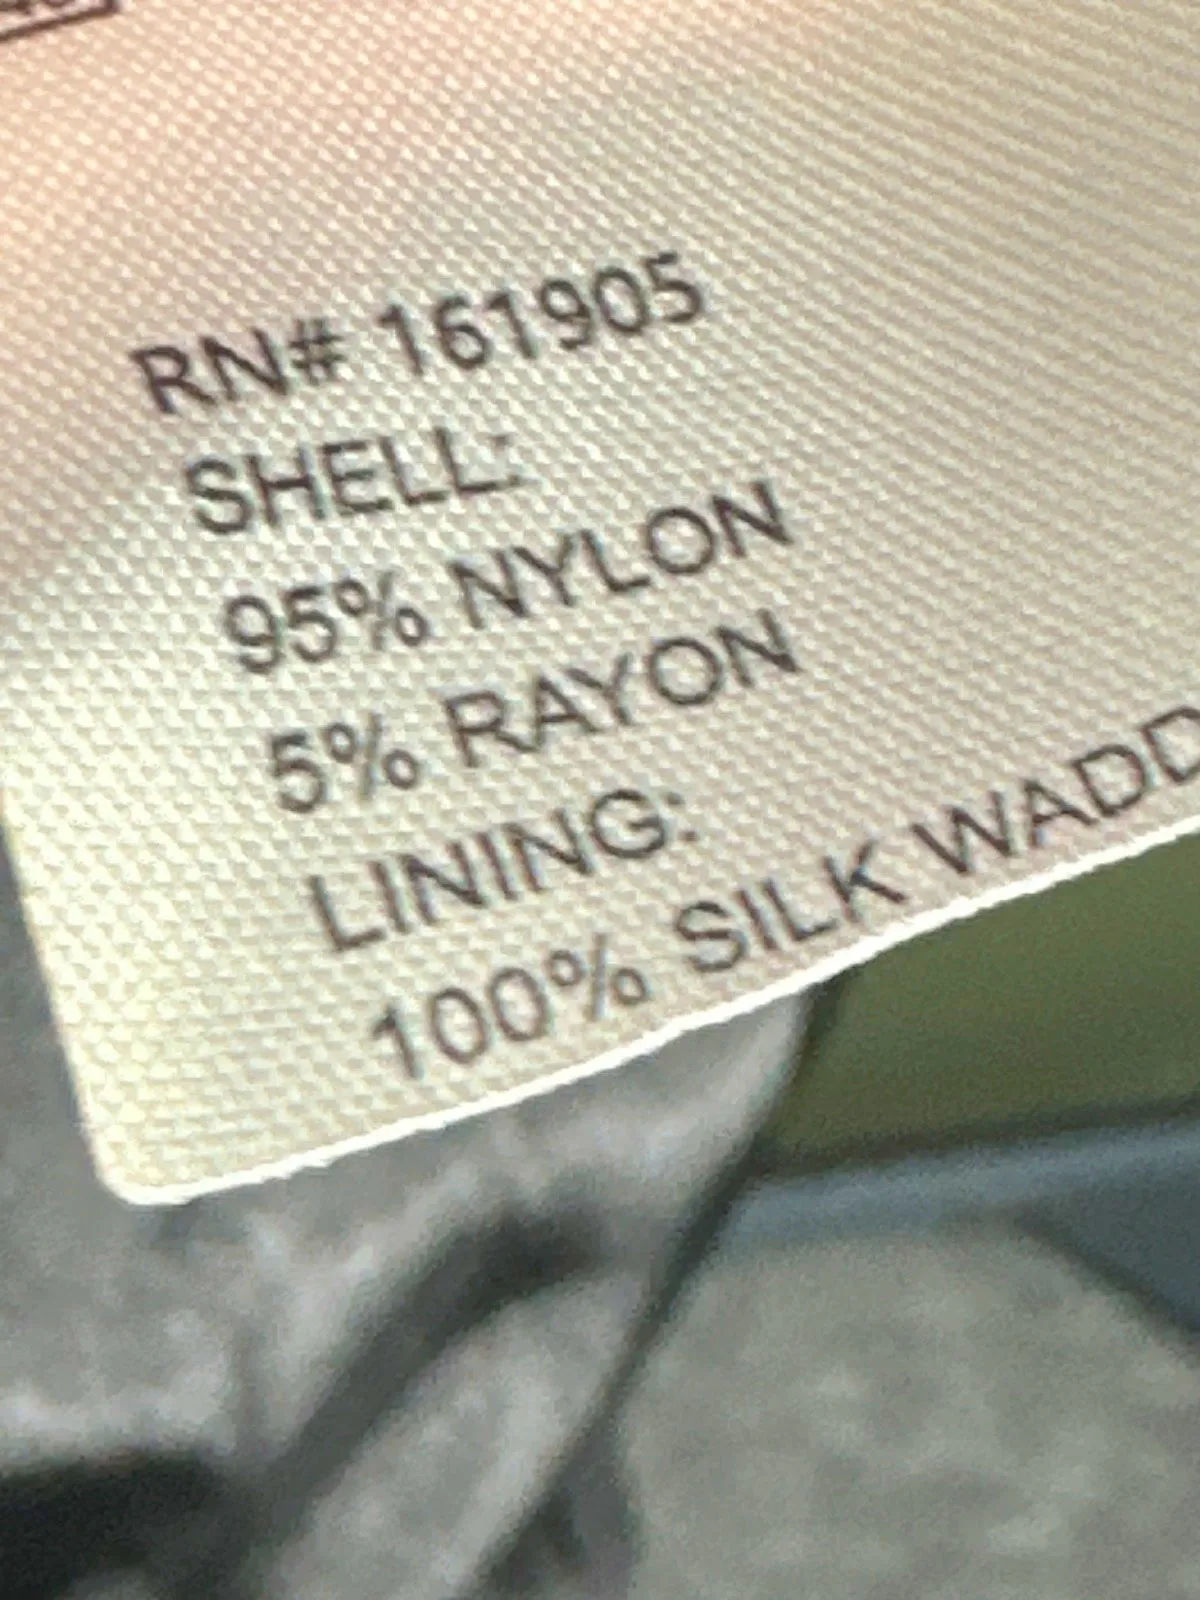 RN# 161905
SHELL:
95% NYLON
5% RAYON
LINING:
100% SILK WADD